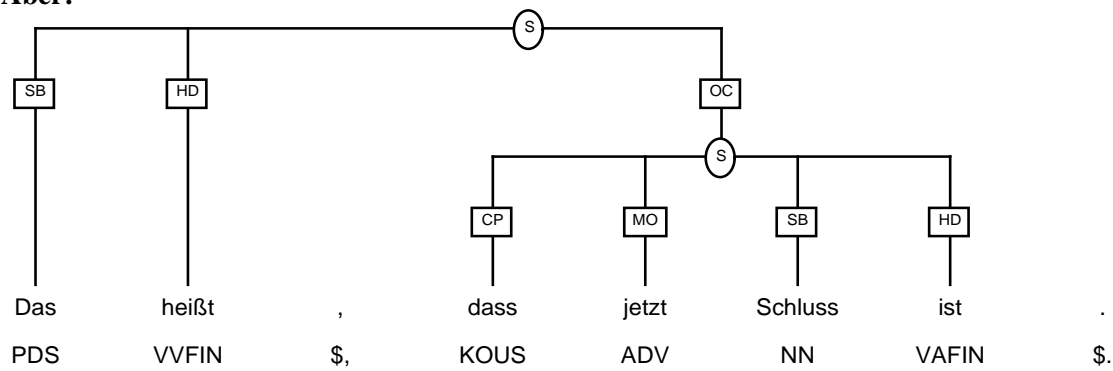 Aber:
S
SB HD OC
S
CP MO SB HD
Das heißt , dass jetzt Schluss ist .
PDS VVFIN $, KOUS ADV NN VAFIN $.